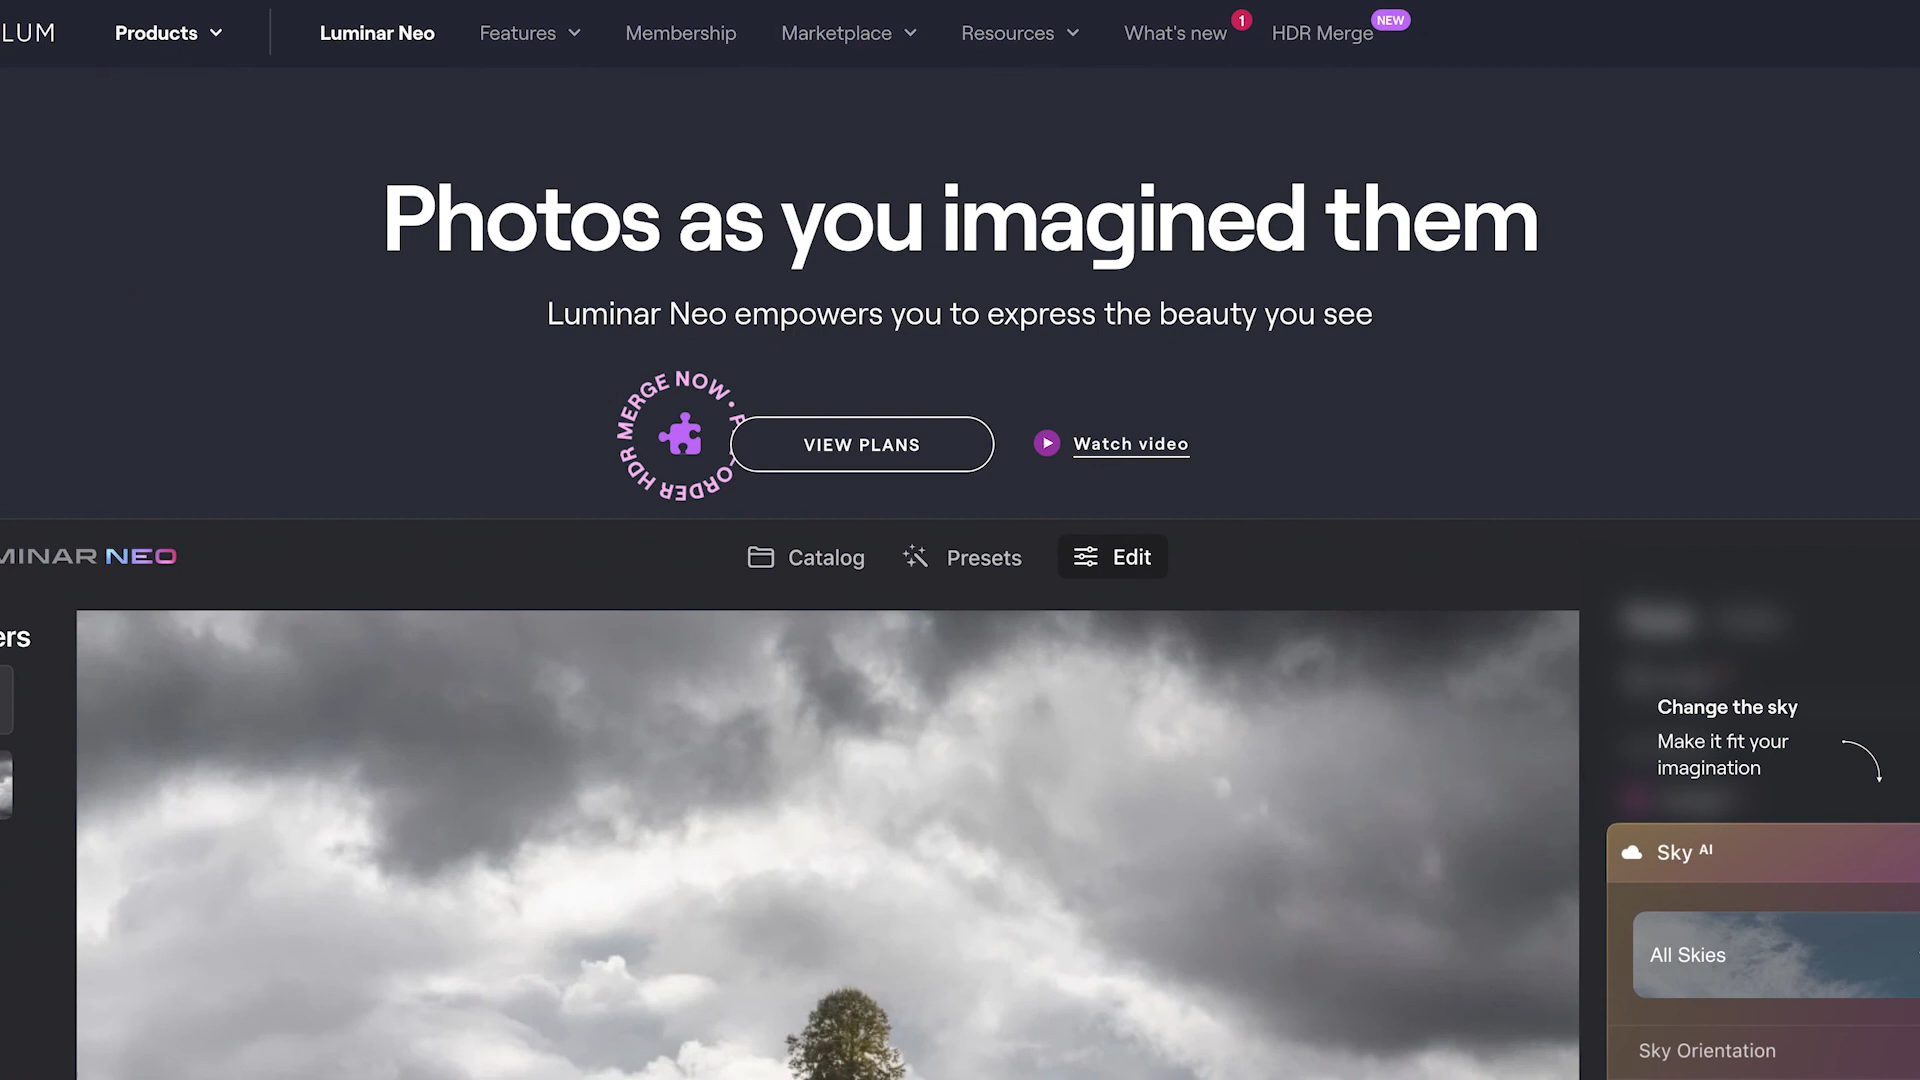 LUM
Products
Luminar Neo
Features
Membership
Marketplace
Resources
What's new
1
HDR Merge
NEW
Photos as you imagined them
Luminar Neo empowers you to express the beauty you see
ORDER HDR MERGE NOW •
VIEW PLANS
Watch video
MINAR NEO
Catalog
Presets
Edit
ers
Change the sky
Make it fit your
imagination
Sky AI
All Skies
Sky Orientation